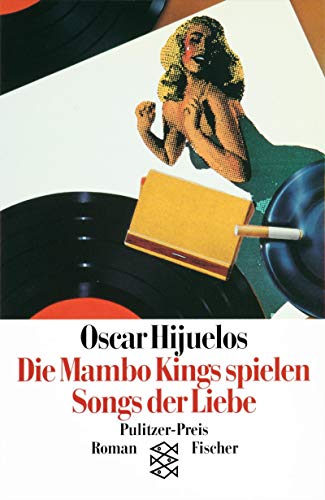 Oscar Hijuelos
Die Mambo Kings spielen
Songs der Liebe
Pulitzer-Preis
Roman Fischer